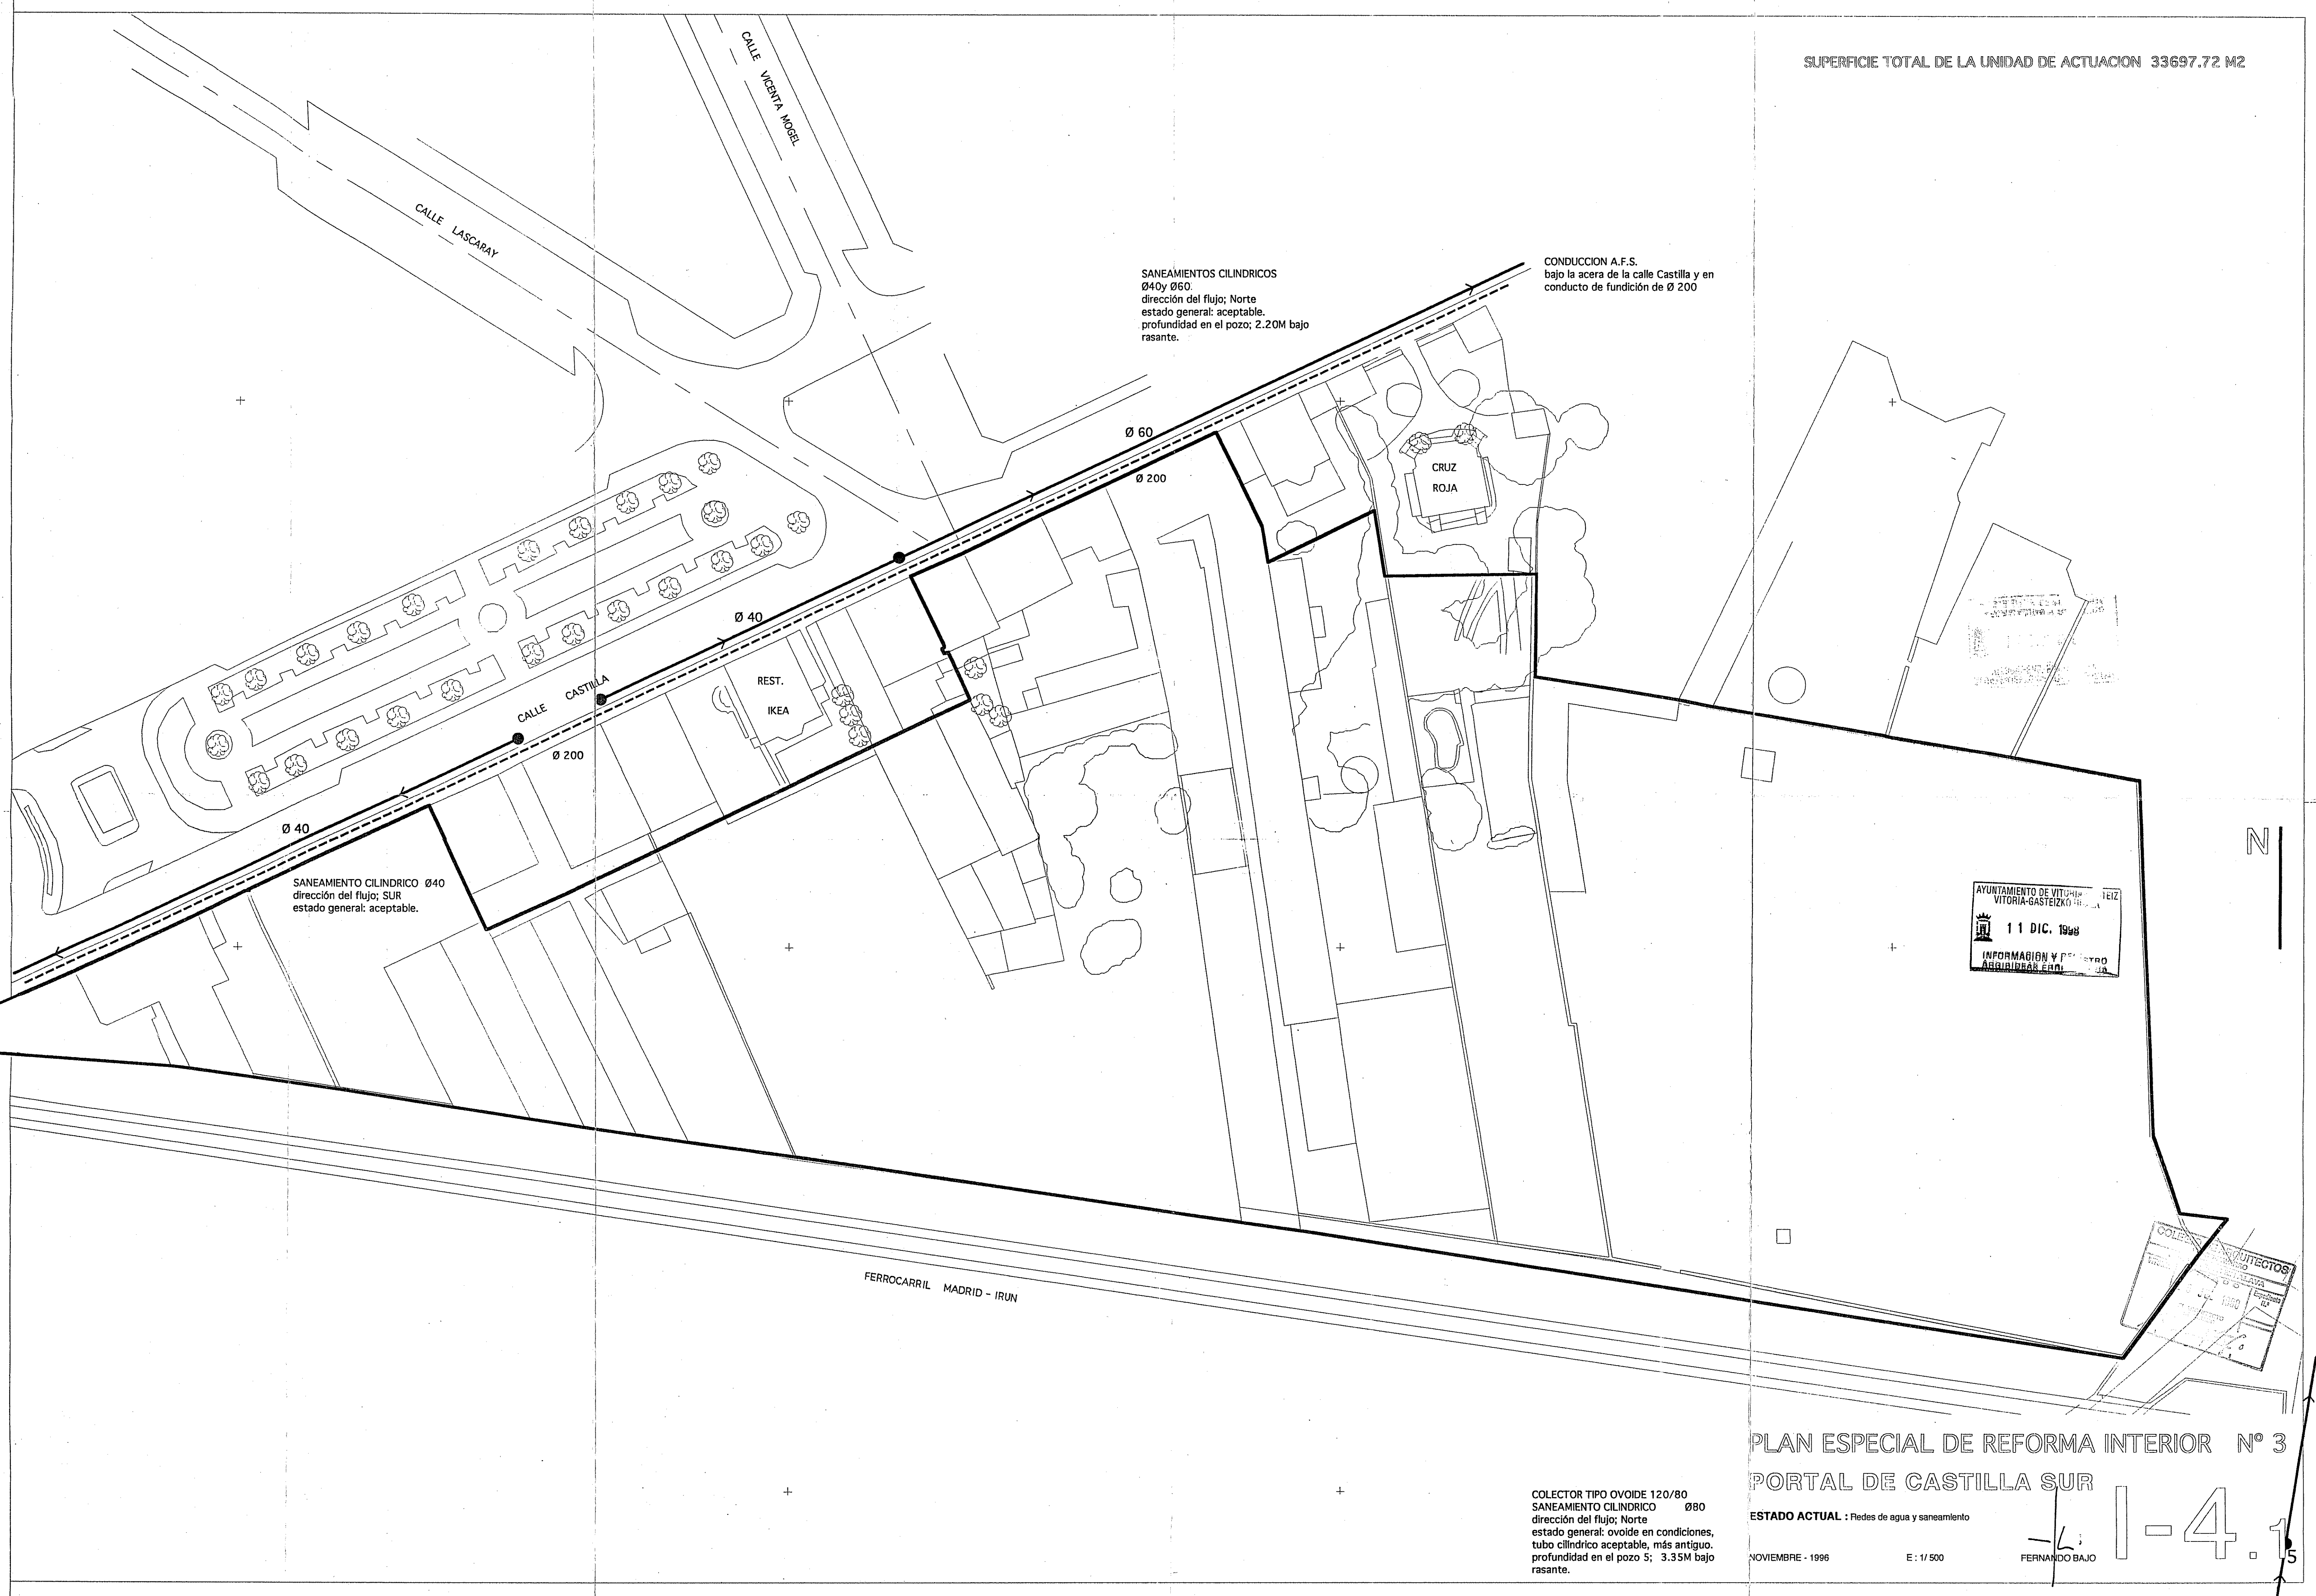 SUPERFICIE TOTAL DE LA UNIDAD DE ACTUACION 33697.72 M2
CALLE VICENTA MOGEL
CALLE LASCARAY
SANEAMIENTOS CILINDRICOS
Ø40y Ø60
dirección del flujo; Norte
estado general: aceptable.
profundidad en el pozo; 2.20M bajo
rasante.
CONDUCCION A.F.S.
bajo la acera de la calle Castilla y en
conducto de fundición de Ø 200
Ø 60
Ø 200
CRUZ
ROJA
Ø 40
REST.
IKEA
CALLE CASTILLA
Ø 200
Ø 40
SANEAMIENTO CILINDRICO Ø40
dirección del flujo; SUR
estado general: aceptable.
N
AYUNTAMIENTO DE
VITORIA-GASTEIZKO
11 DIC. 1998
INFORMACION Y
FERROCARRIL MADRID - IRUN
PLAN ESPECIAL DE REFORMA INTERIOR Nº 3
PORTAL DE CASTILLA SUR
ESTADO ACTUAL : Redes de agua y saneamiento
NOVIEMBRE - 1996 E : 1/ 500 FERNANDO BAJO
I-4.1
5
COLECTOR TIPO OVOIDE 120/80
SANEAMIENTO CILINDRICO Ø80
dirección del flujo; Norte
estado general: ovoide en condiciones,
tubo cilindrico aceptable, más antiguo.
profundidad en el pozo 5; 3.35M bajo
rasante.